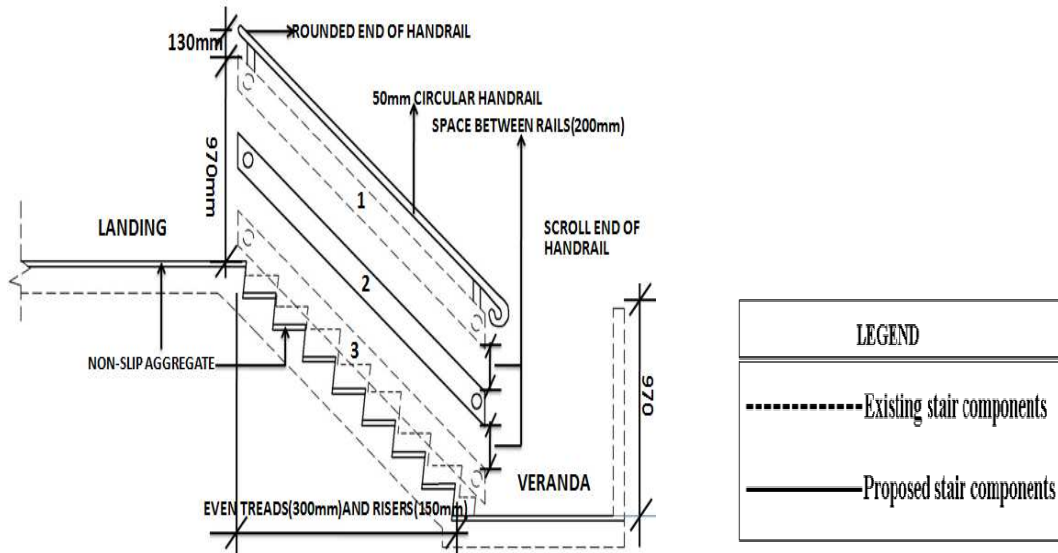 ROUNDED END OF HANDRAIL
130mm
50mm CIRCULAR HANDRAIL
SPACE BETWEEN RAILS(200mm)
970mm
1
LANDING
SCROLL END OF
HANDRAIL
2
3
NON-SLIP AGGREGATE
970
VERANDA
EVEN TREADS(300mm)AND RISERS(150mm)
LEGEND
Existing stair components
Proposed stair components